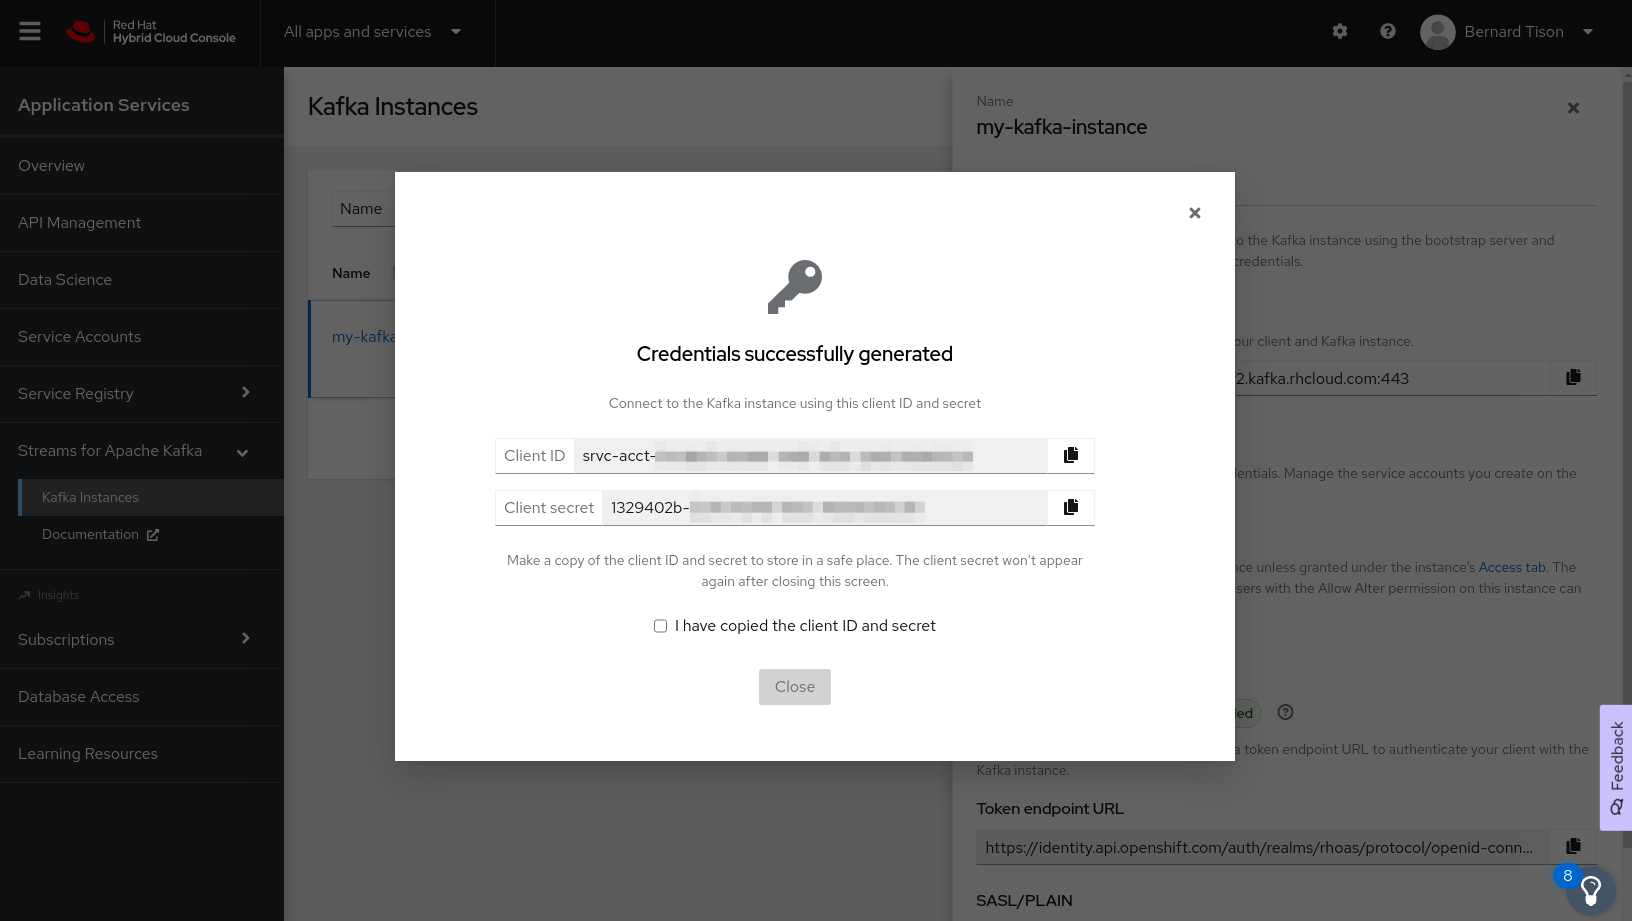 Red Hat
Hybrid Cloud Console
All apps and services
Bernard Tison
Application Services
Overview
API Management
Data Science
Service Accounts
Service Registry
Streams for Apache Kafka
Kafka Instances
Documentation
Insights
Subscriptions
Database Access
Learning Resources
Kafka Instances
Name
Name
my-kafka
Name
my-kafka-instance
to the Kafka instance using the bootstrap server and
credentials.
your client and Kafka instance.
f2.kafka.rhcloud.com:443
dentials. Manage the service accounts you create on the
nce unless granted under the instance's Access tab. The
users with the Allow Alter permission on this instance can
led
a token endpoint URL to authenticate your client with the
Kafka instance.
Token endpoint URL
https://identity.api.openshift.com/auth/realms/rhoas/protocol/openid-conn...
SASL/PLAIN
Credentials successfully generated
Connect to the Kafka instance using this client ID and secret
Client ID srvc-acct-
Client secret 1329402b-
Make a copy of the client ID and secret to store in a safe place. The client secret won't appear
again after closing this screen.
I have copied the client ID and secret
Close
Feedback
8